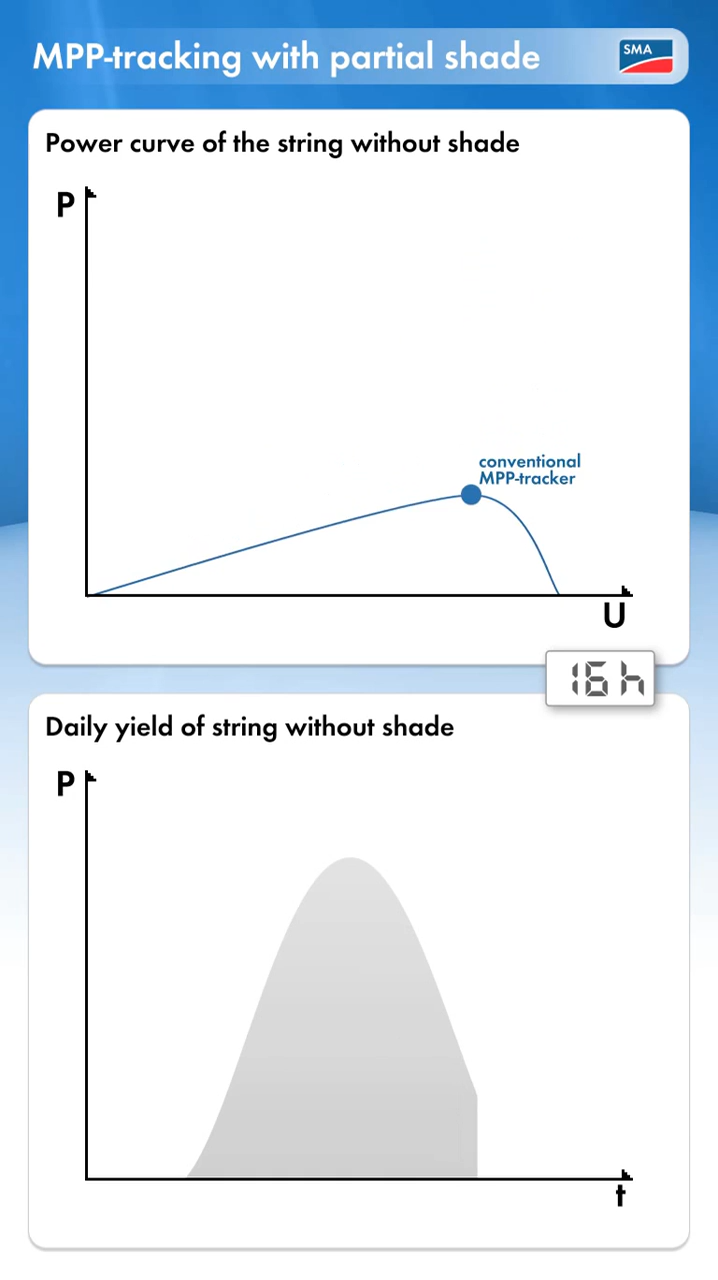 MPP-tracking with partial shade
SMA
Power curve of the string without shade
P
conventional
MPP-tracker
U
16 h
Daily yield of string without shade
P
t